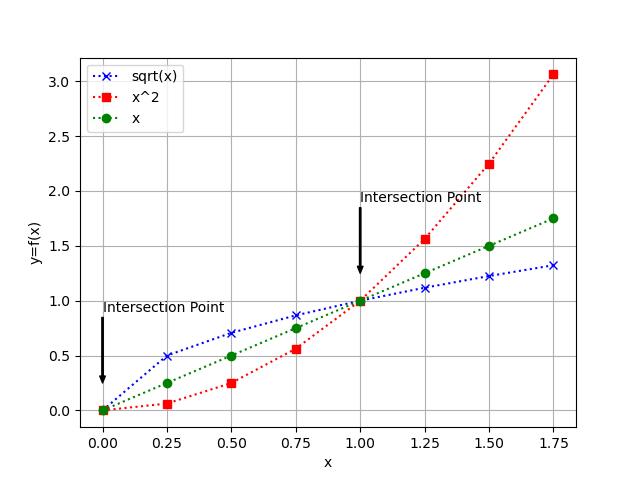 sqrt(x)
x^2
x
Intersection Point
Intersection Point
y=f(x)
3.0
2.5
2.0
1.5
1.0
0.5
0.0
0.00 0.25 0.50 0.75 1.00 1.25 1.50 1.75
x